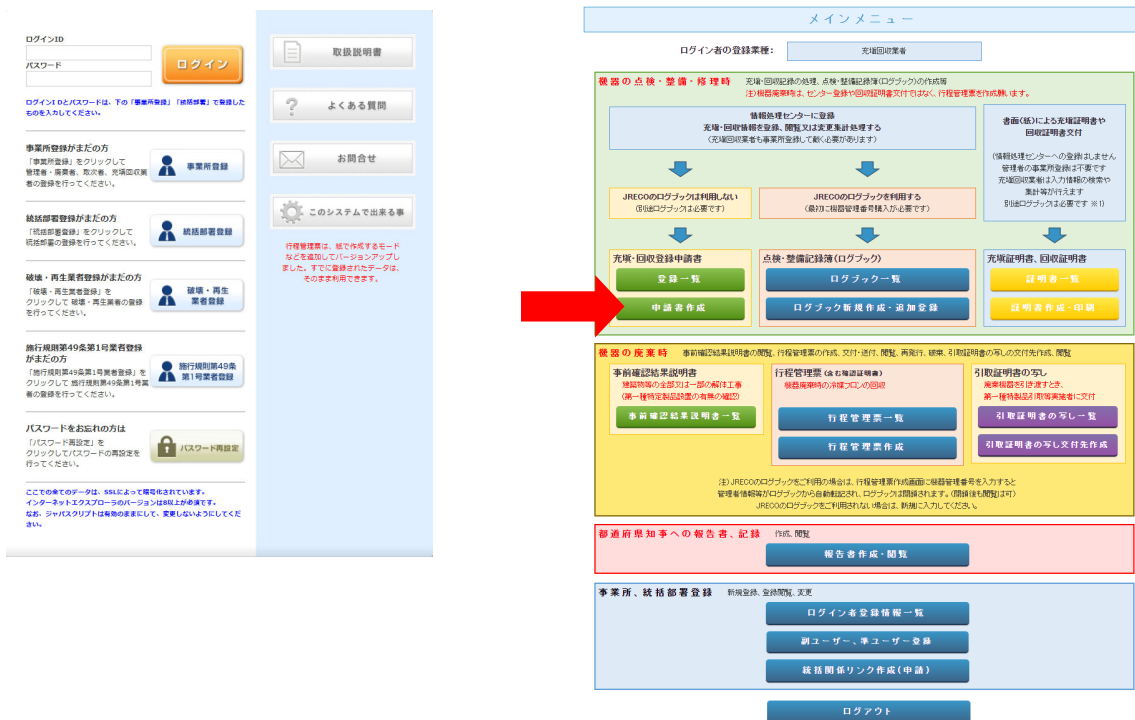 ログインID
パスワード
ログイン
ログインIDとパスワードは、下の「事業所登録」「統括部署」で登録した
ものを入力してください。
事業所登録がまだの方
「事業所登録」をクリックして
管理者・廃棄者、取次者、充填回収業
者の登録を行ってください。
事業所登録
統括部署登録がまだの方
「統括部署登録」をクリックして
統括部署の登録を行ってください。
統括部署登録
破壊・再生業者登録がまだの方
「破壊・再生業者登録」を
クリックして 破壊・再生業者の登録
を行ってください。
破壊・再生
業者登録
施行規則第49条第1号業者登録
がまだの方
「施行規則第49条第1号業者登録」を
クリックして 施行規則第49条第1号業
者の登録を行ってください。
施行規則第49条
第1号業者登録
パスワードをお忘れの方は
「パスワード再設定」を
クリックしてパスワードの再設定を
行ってください。
パスワード再設定
ここでの全てのデータは、SSLによって暗号化されています。
インターネットエクスプローラのバージョンは8以上が必須です。
なお、ジャバスクリプトは有効のままにして、変更しないようにしてくだ
さい。
取扱説明書
よくある質問
お問合せ
このシステムで出来る事
行程管理票は、紙で作成するモード
などを追加してバージョンアップし
ました。すでに登録されたデータは、
そのまま利用できます。
メインメニュー
ログイン者の登録業種：
充填回収業者
機器の点検・整備・修理時 充填・回収記録の処理、点検・整備記録簿(ログブック)の作成等
注)機器廃棄時は、センター登録や回収証明書交付ではなく、行程管理票を作成願います。
情報処理センターに登録
充填・回収情報を登録、閲覧又は変更集計処理する
(充填回収業者も事業所登録して戴く必要があります)
書面(紙)による充填証明書や
回収証明書交付
(情報処理センターへの登録はしません
管理者の事業所登録は不要です
充填回収業者は入力情報の検索や
集計等が行えます
別途ログブックは必要です ※1)
JRECOのログブックは利用しない
(別途ログブックは必要です)
JRECOのログブックを利用する
(最初に機器管理番号購入が必要です)
充填・回収登録申請書
登録一覧
申請書作成
点検・整備記録簿(ログブック)
ログブック一覧
ログブック新規作成・追加登録
充填証明書、回収証明書
証明書一覧
証明書作成・印刷
機器の廃棄時 事前確認結果説明書の閲覧、行程管理票の作成、交付・送付、閲覧、再発行、破棄、引取証明書の写しの交付先作成、閲覧
事前確認結果説明書
建築物等の全部又は一部の解体工事
(第一種特定製品設置の有無の確認)
事前確認結果説明書一覧
行程管理票(含む確認証明書)
機器廃棄時の冷媒フロンの回収
行程管理票一覧
行程管理票作成
引取証明書の写し
廃棄機器を引き渡すとき、
第一種特製品引取等実施者に交付
引取証明書の写し一覧
引取証明書の写し交付先作成
注)JRECOのログブックをご利用の場合は、行程管理票作成画面に機器管理番号を入力すると
管理者情報等がログブックから自動転記され、ログブックは閉鎖されます。(閉鎖後も閲覧は可)
JRECOのログブックをご利用されない場合は、新規に入力してください。
都道府県知事への報告書、記録 作成、閲覧
報告書作成・閲覧
事業所、統括部署登録 新規登録、登録閲覧、変更
ログイン者登録情報一覧
副ユーザー、準ユーザー登録
統括関係リンク作成(申請)
ログアウト